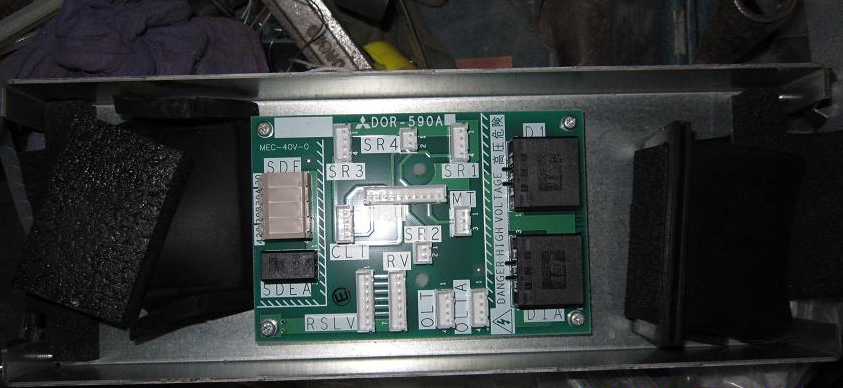 DOR-590A
MEC-40V-0
SDE
SR4
SR3
SR1
D1
MT
SR2
CLT
RV
SDEA
RSLV
OLT
OLTA
D1A
DANGER HIGH VOLTAGE 高圧危険